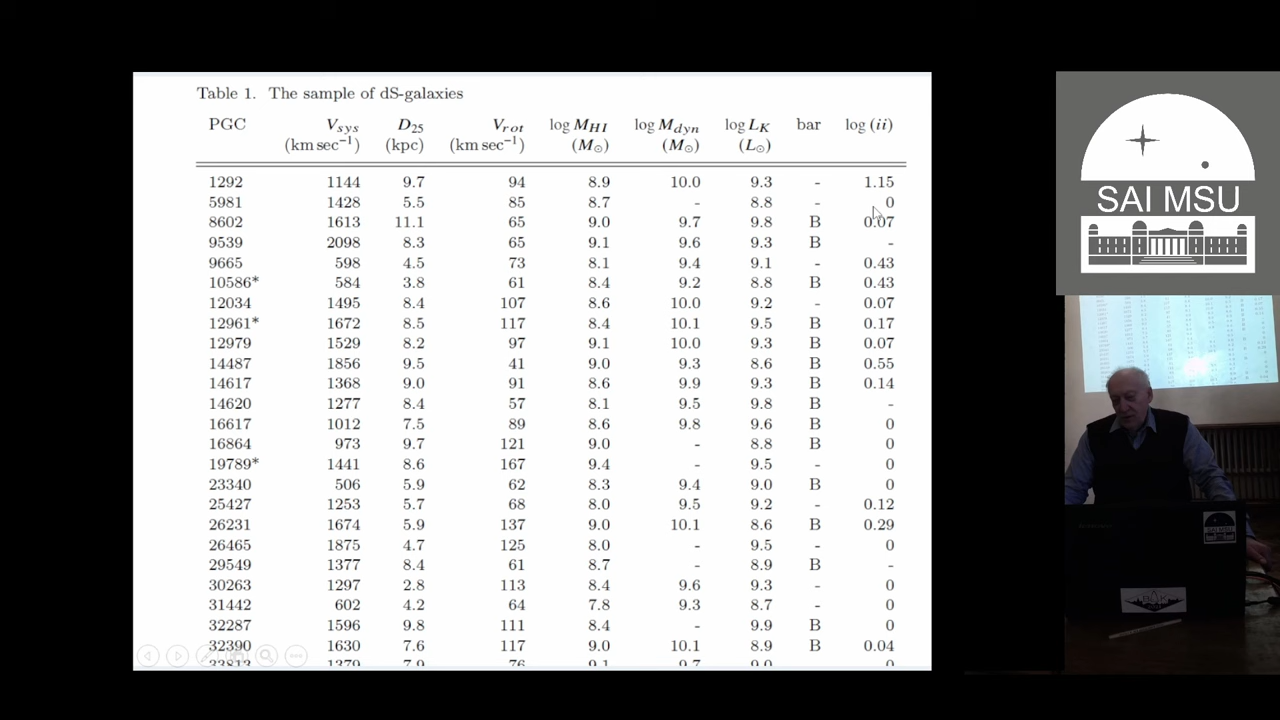 Table 1. The sample of dS-galaxies
PGC V_sys D_25 V_rot log M_HI log M_dyn log L_K bar log (ii)
(km sec⁻¹) (kpc) (km sec⁻¹) (M⊙) (M⊙) (L⊙)
1292 1144 9.7 94 8.9 10.0 9.3 - 1.15
5981 1428 5.5 85 8.7 - 8.8 - 0
8602 1613 11.1 65 9.0 9.7 9.8 B 0.07
9539 2098 8.3 65 9.1 9.6 9.3 B -
9665 598 4.5 73 8.1 9.4 9.1 - 0.43
10586* 584 3.8 61 8.4 9.2 8.8 B 0.43
12034 1495 8.4 107 8.6 10.0 9.2 - 0.07
12961* 1672 8.5 117 8.4 10.1 9.5 B 0.17
12979 1529 8.2 97 9.1 10.0 9.3 B 0.07
14487 1856 9.5 41 9.0 9.3 8.6 B 0.55
14617 1368 9.0 91 8.6 9.9 9.3 B 0.14
14620 1277 8.4 57 8.1 9.5 9.8 B -
16617 1012 7.5 89 8.6 9.8 9.6 B 0
16864 973 9.7 121 9.0 - 8.8 B 0
19789* 1441 8.6 167 9.4 - 9.5 - 0
23340 506 5.9 62 8.3 9.4 9.0 B 0
25427 1253 5.7 68 8.0 9.5 9.2 - 0.12
26231 1674 5.9 137 9.0 10.1 8.6 B 0.29
26465 1875 4.7 125 8.0 - 9.5 - 0
29549 1377 8.4 61 8.7 - 8.9 B -
30263 1297 2.8 113 8.4 9.6 9.3 - 0
31442 602 4.2 64 7.8 9.3 8.7 - 0
32287 1596 9.8 111 8.4 - 9.9 B 0
32390 1630 7.6 117 9.0 10.1 8.9 B 0.04
33813 1379 7.9 76 9.1 9.7 9.0 0
SAI MSU
SAI MSU